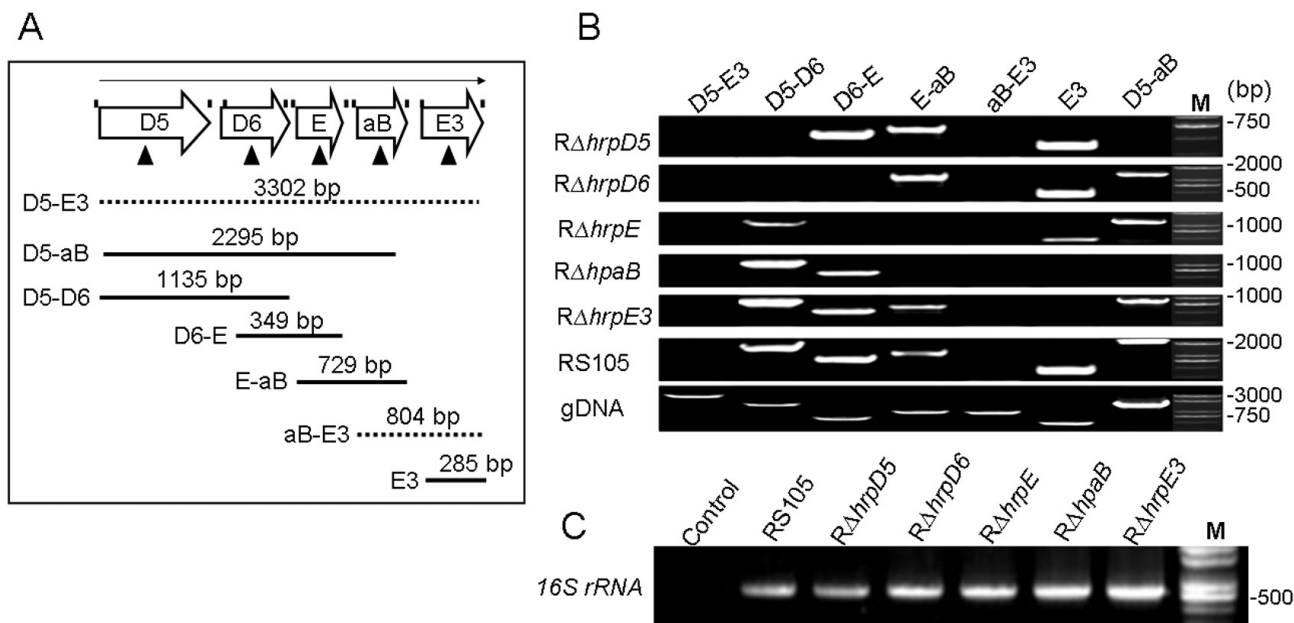 A
D5 D6 E aB E3
3302 bp
D5-E3
2295 bp
D5-aB
1135 bp
D5-D6
349 bp
D6-E
729 bp
E-aB
804 bp
aB-E3
285 bp
E3
B
D5-E3 D5-D6 D6-E E-aB aB-E3 E3 D5-aB M (bp)
RΔhrpD5 -750
RΔhrpD6 -2000
-500
RΔhrpE -1000
RΔhpaB -1000
RΔhrpE3 -1000
RS105 -2000
gDNA -3000
-750
C
Control RS105 RΔhrpD5 RΔhrpD6 RΔhrpE RΔhpaB RΔhrpE3 M
16S rRNA -500